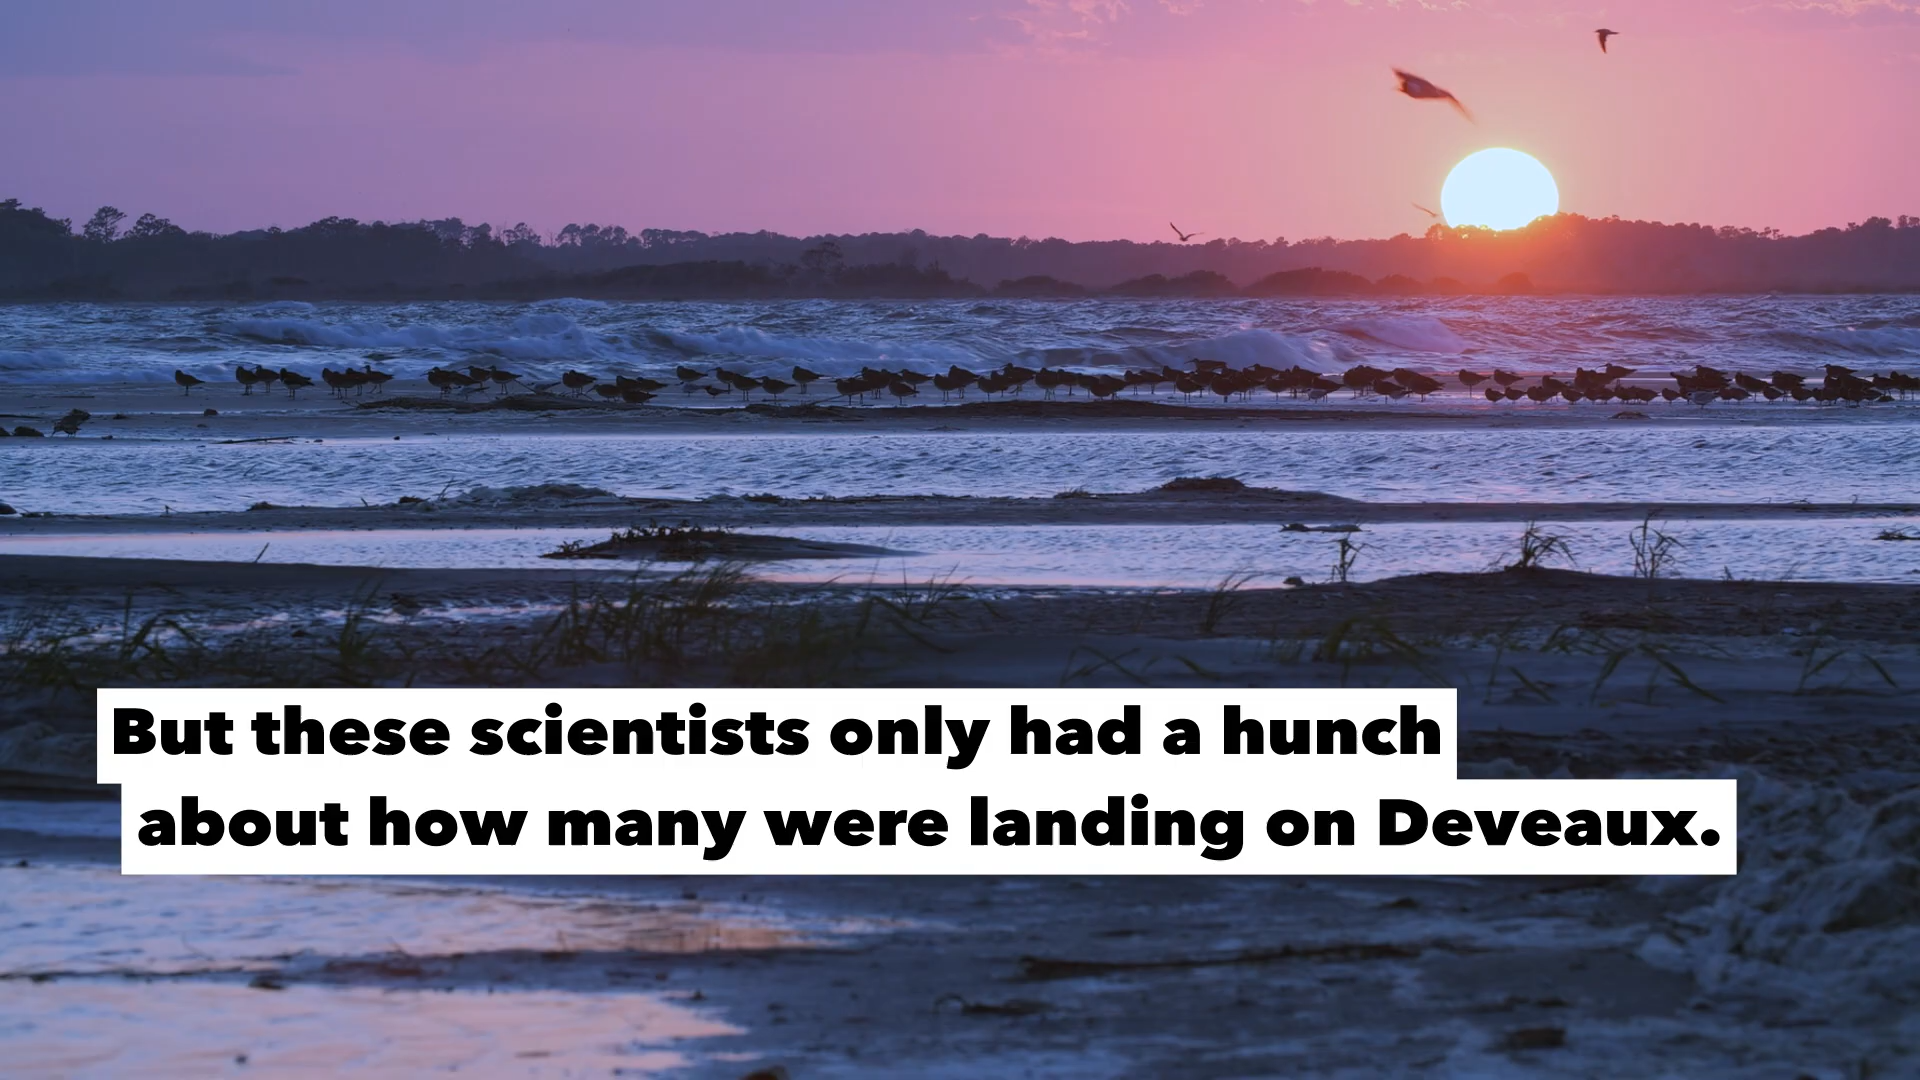 But these scientists only had a hunch
about how many were landing on Deveaux.